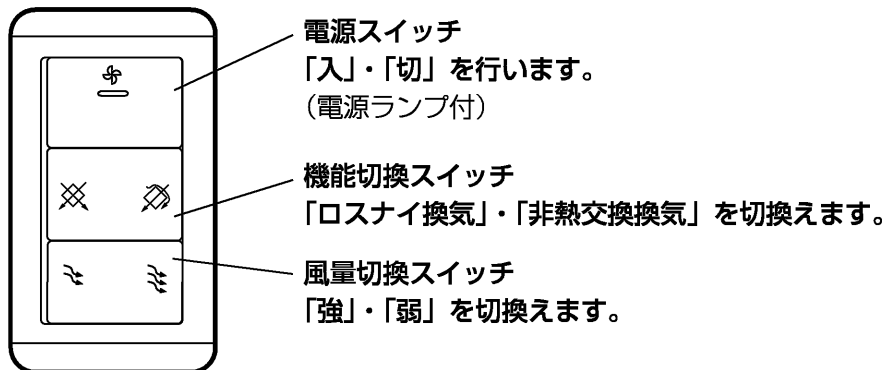 電源スイッチ
「入」・「切」を行います。
（電源ランプ付）
機能切換スイッチ
「ロスナイ換気」・「非熱交換換気」を切換えます。
風量切換スイッチ
「強」・「弱」を切換えます。